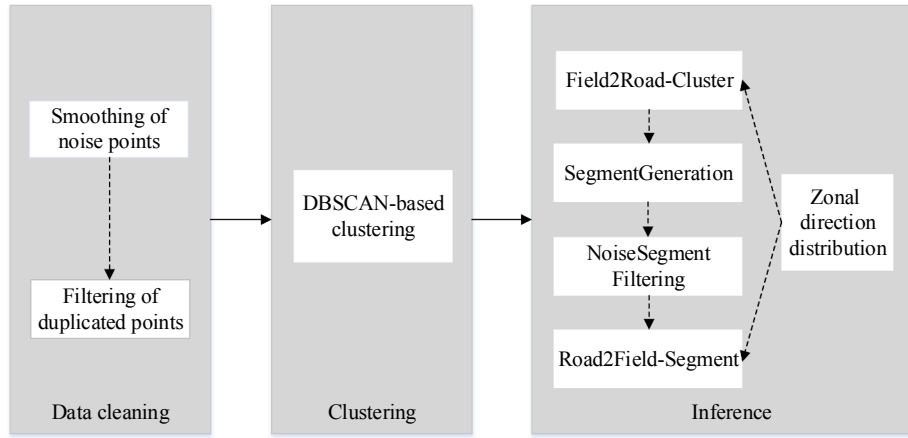 Smoothing of
noise points
Filtering of
duplicated points
Data cleaning
DBSCAN-based
clustering
Clustering
Field2Road-Cluster
SegmentGeneration
NoiseSegment
Filtering
Road2Field-Segment
Zonal
direction
distribution
Inference